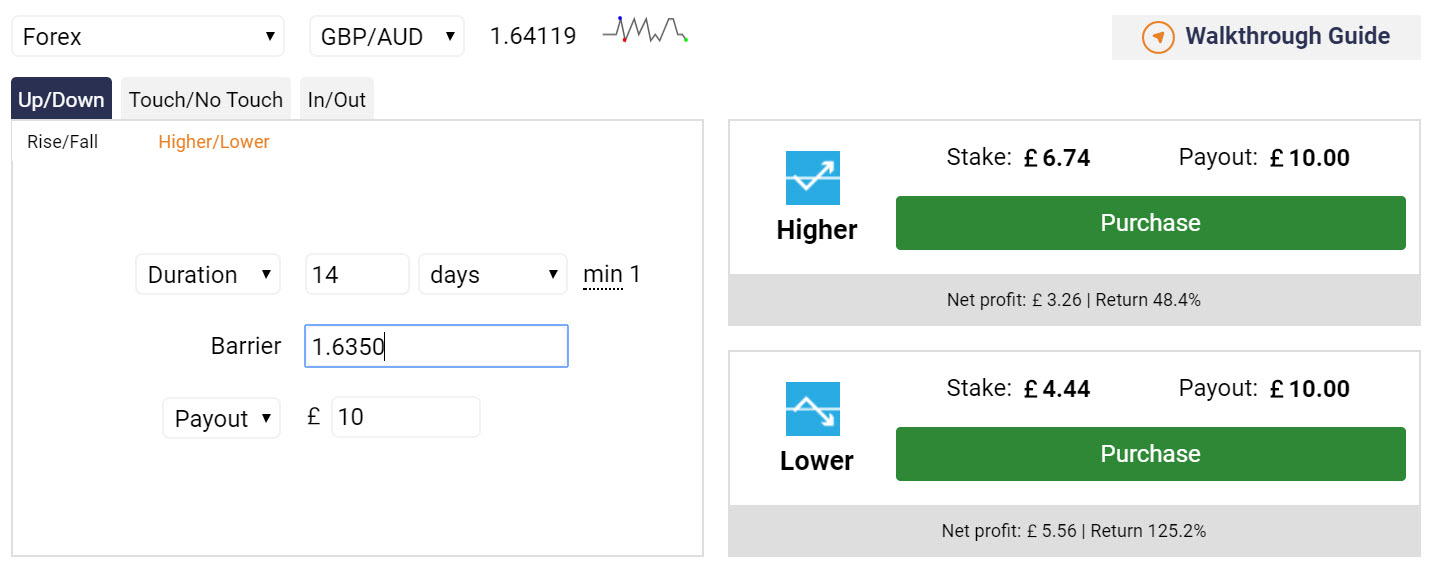 Forex GBP/AUD 1.64119 Walkthrough Guide
Up/Down Touch/No Touch In/Out
Rise/Fall Higher/Lower
Stake: £ 6.74 Payout: £ 10.00
Purchase
Higher
Net profit: £ 3.26 | Return 48.4%
Duration 14 days min 1
Barrier 1.6350
Payout £ 10
Stake: £ 4.44 Payout: £ 10.00
Purchase
Lower
Net profit: £ 5.56 | Return 125.2%